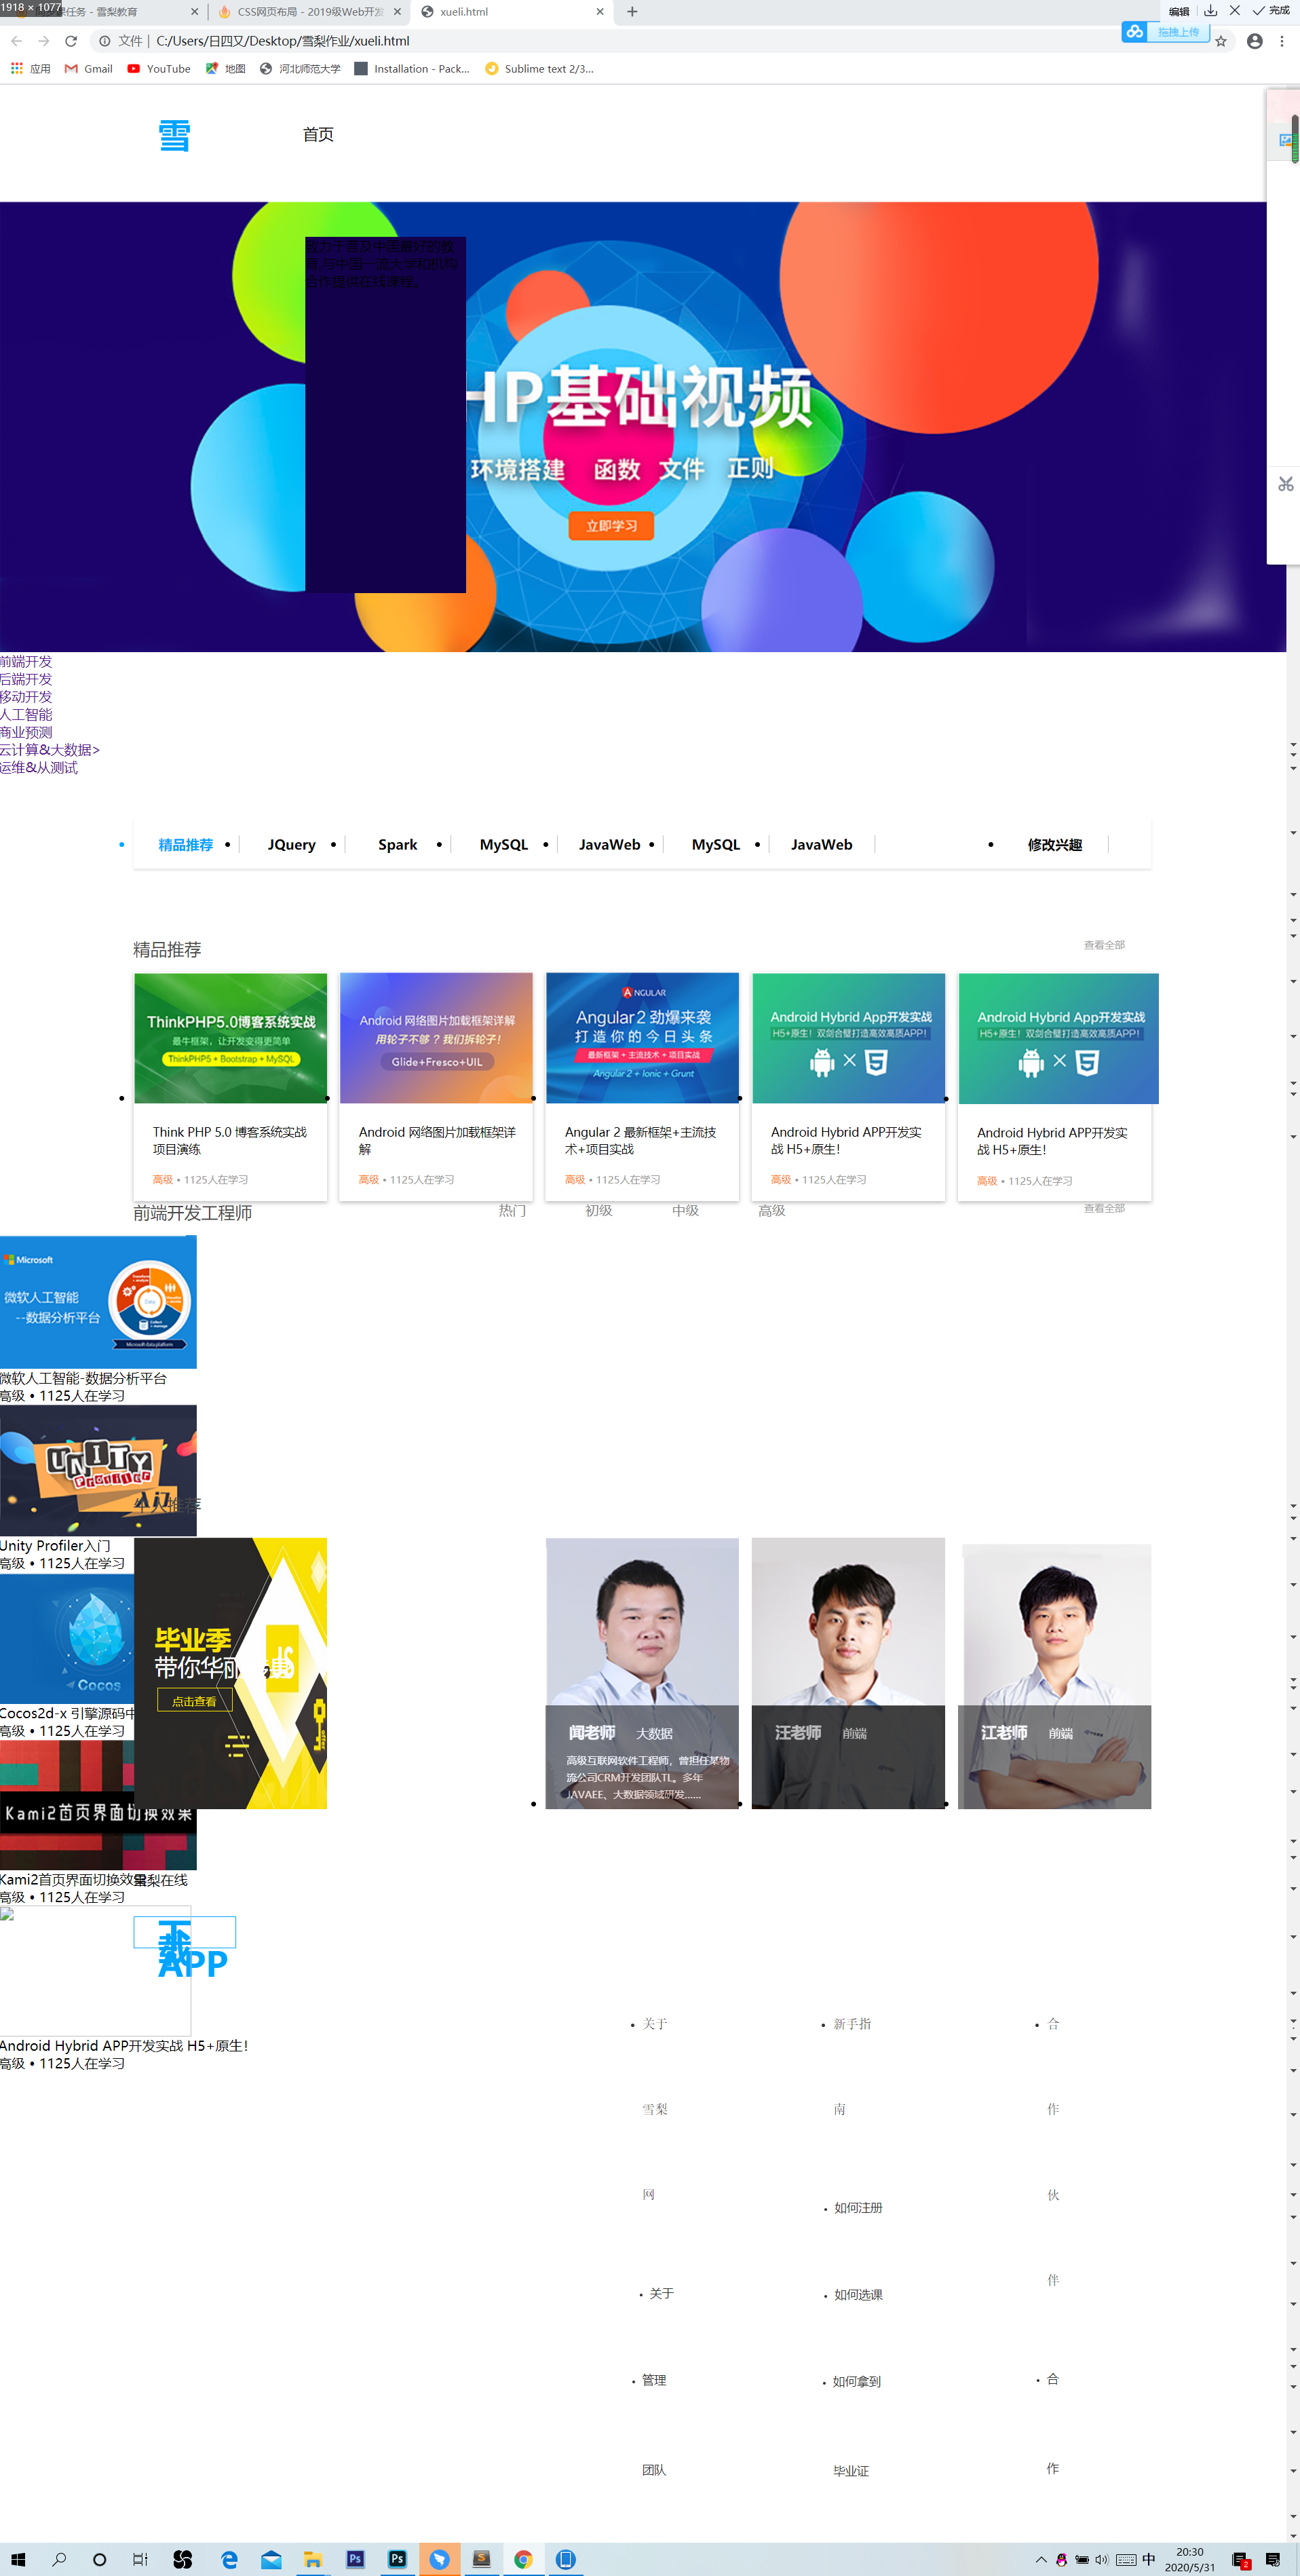 1918 × 1077
课任务 - 雪梨教育
CSS网页布局 - 2019级Web开发
xueli.html
编辑
完成
文件 | C:/Users/日四又/Desktop/雪梨作业/xueli.html
拖拽上传
应用
Gmail
YouTube
地图
河北师范大学
Installation - Pack...
Sublime text 2/3...
雪
首页
致力于普及中国最好的教
育,与中国一流大学和机构
合作提供在线课程。
HP基础视频
环境搭建 函数 文件 正则
立即学习
前端开发
后端开发
移动开发
人工智能
商业预测
云计算&大数据>
运维&从测试
精品推荐
JQuery
Spark
MySQL
JavaWeb
MySQL
JavaWeb
修改兴趣
精品推荐
查看全部
ThinkPHP5.0博客系统实战
最牛框架，让开发变得更简单
ThinkPHP5 + Bootstrap + MySQL
Think PHP 5.0 博客系统实战
项目演练
高级 • 1125人在学习
Android 网络图片加载框架详解
用轮子不够？我们拆轮子!
Glide+Fresco+UIL
Android 网络图片加载框架详
解
高级 • 1125人在学习
ANGULAR
Angular2 劲爆来袭
打造你的今日头条
最新框架 + 主流技术 + 项目实战
Angular 2 + Ionic + Grunt
Angular 2 最新框架+主流技
术+项目实战
高级 • 1125人在学习
Android Hybrid App开发实战
H5+原生！双剑合璧打造高效高质APP！
Android Hybrid APP开发实
战 H5+原生！
高级 • 1125人在学习
Android Hybrid App开发实战
H5+原生！双剑合璧打造高效高质APP！
Android Hybrid APP开发实
战 H5+原生！
高级 • 1125人在学习
前端开发工程师
热门
初级
中级
高级
查看全部
Microsoft
微软人工智能
--数据分析平台
Microsoft data platform
微软人工智能-数据分析平台
高级 • 1125人在学习
UNITY
PROFILER
入门
推荐
Unity Profiler入门
高级 • 1125人在学习
Cocos
Cocos2d-x 引擎源码中
高级 • 1125人在学习
毕业季
带你华丽
JS
点击查看
闻老师 大数据
高级互联网软件工程师，曾担任某物
流公司CRM开发团队TL。多年
JAVAEE、大数据领域研发......
汪老师 前端
江老师 前端
Kami2首页界面切换效果
Kami2首页界面切换效
雪梨在线
高级 • 1125人在学习
下
载
APP
Android Hybrid APP开发实战 H5+原生！
高级 • 1125人在学习
关于
新手指
合
雪梨
南
作
网
如何注册
伙
关于
如何选课
伴
管理
如何拿到
合
团队
毕业证
作
中
20:30
2020/5/31
2